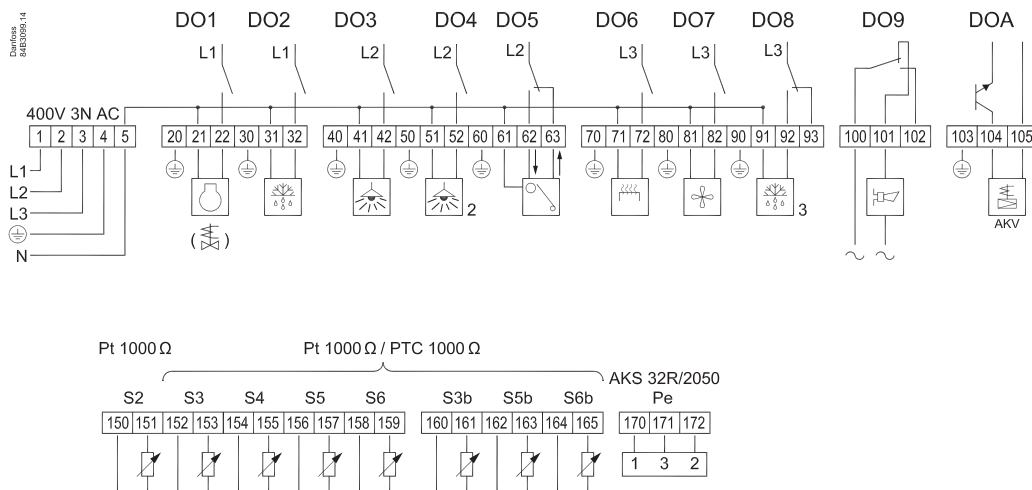 Danfoss
84B3099.14
DO1 DO2 DO3 DO4 DO5 DO6 DO7 DO8 DO9 DOA
L1 L1 L2 L2 L2 L3 L3 L3
400V 3N AC
1 2 3 4 5 20 21 22 30 31 32 40 41 42 50 51 52 60 61 62 63 70 71 72 80 81 82 90 91 92 93 100 101 102 103 104 105
L1
L2
L3
N
2
3
( )
AKV
Pt 1000 Ω Pt 1000 Ω / PTC 1000 Ω
AKS 32R/2050
S2 S3 S4 S5 S6 S3b S5b S6b Pe
150 151 152 153 154 155 156 157 158 159 160 161 162 163 164 165 170 171 172
1 3 2